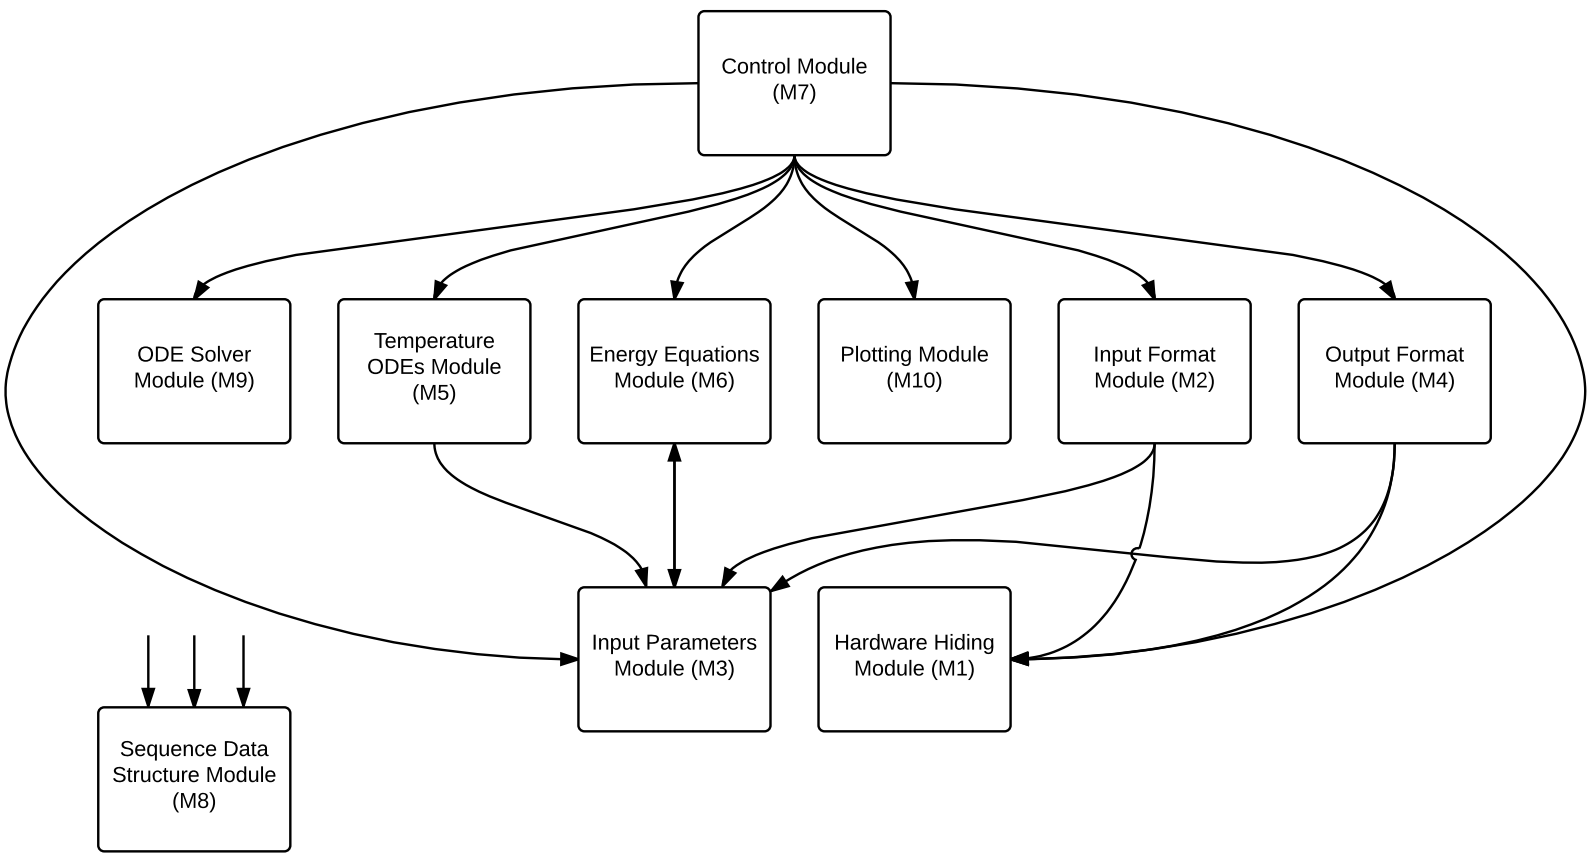 Control Module
(M7)
ODE Solver
Module (M9)
Temperature
ODEs Module
(M5)
Energy Equations
Module (M6)
Plotting Module
(M10)
Input Format
Module (M2)
Output Format
Module (M4)
Input Parameters
Module (M3)
Hardware Hiding
Module (M1)
Sequence Data
Structure Module
(M8)